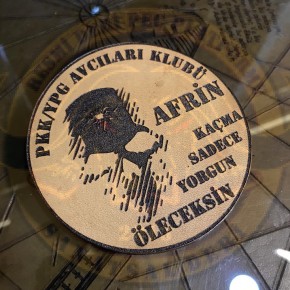 PKK/YPG AVCILARI KLUBÜ
AFRİN
KAÇMA
SADECE
YORGUN
ÖLECEKSİN